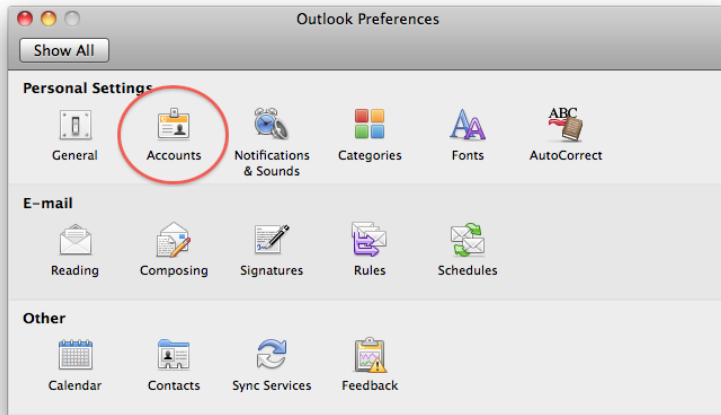 Outlook Preferences
Show All
Personal Settings
General
Accounts
Notifications
& Sounds
Categories
Fonts
ABC
AutoCorrect
E-mail
Reading
Composing
Signatures
Rules
Schedules
Other
Calendar
Contacts
Sync Services
Feedback